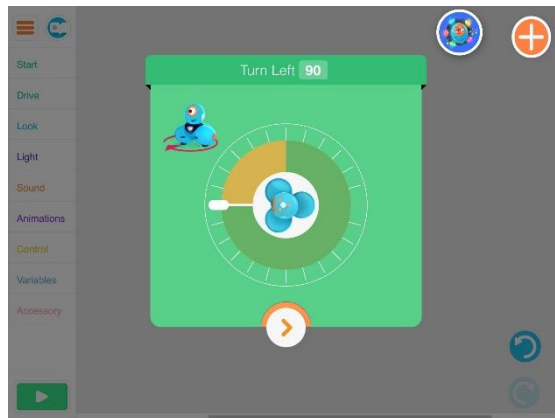 Turn Left 90
Start
Drive
Look
Light
Sound
Animations
Control
Variables
Accessory